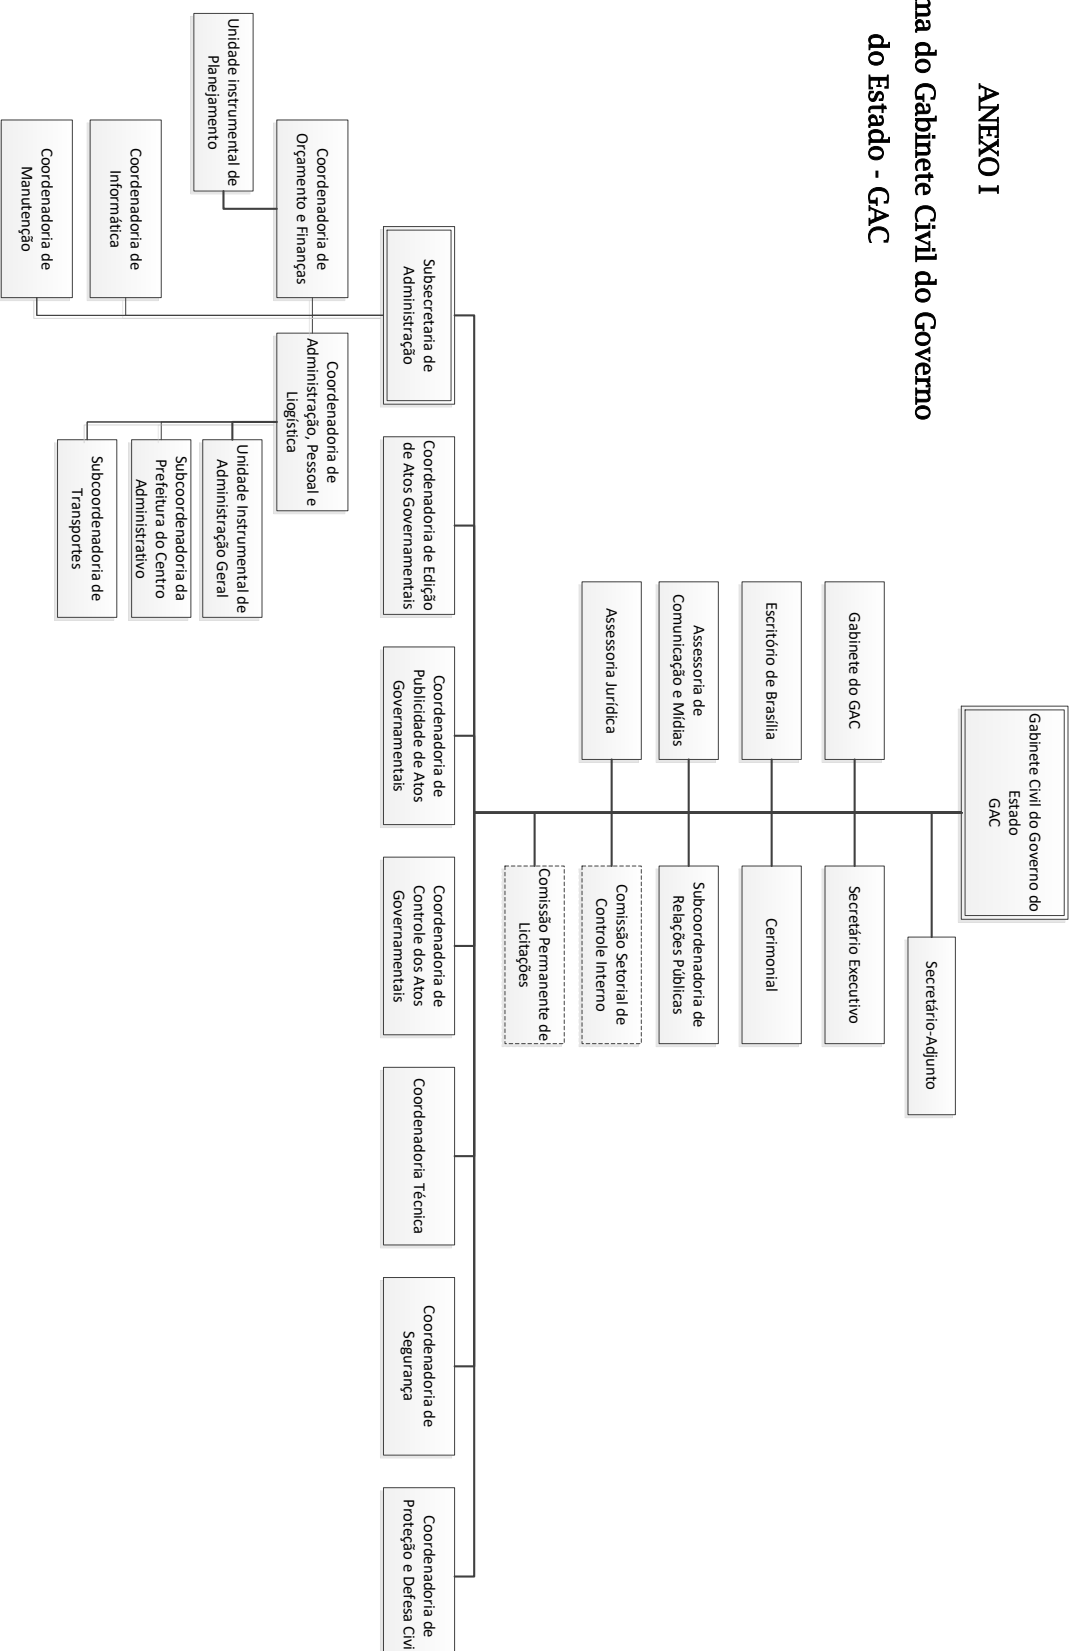 ANEXO I
ma do Gabinete Civil do Governo
do Estado - GAC
Gabinete Civil do Governo do
Estado
GAC
Secretário-Adjunto
Gabinete do GAC
Secretário Executivo
Escritório de Brasília
Cerimonial
Assessoria de
Comunicação e Mídias
Subcoordenadoria de
Relações Públicas
Assessoria Jurídica
Comissão Setorial de
Controle Interno
Comissão Permanente de
Licitações
Subsecretaria de
Administração
Coordenadoria de Edição
de Atos Governamentais
Coordenadoria de
Publicidade de Atos
Governamentais
Coordenadoria de
Controle dos Atos
Governamentais
Coordenadoria Técnica
Coordenadoria de
Segurança
Coordenadoria de
Proteção e Defesa Civi
Coordenadoria de
Orçamento e Finanças
Coordenadoria de
Administração, Pessoal e
Liogística
Unidade instrumental de
Planejamento
Unidade Instrumental de
Administração Geral
Subcoordenadoria da
Prefeitura do Centro
Administrativo
Subcoordenadoria de
Transportes
Coordenadoria de
Informática
Coordenadoria de
Manutenção